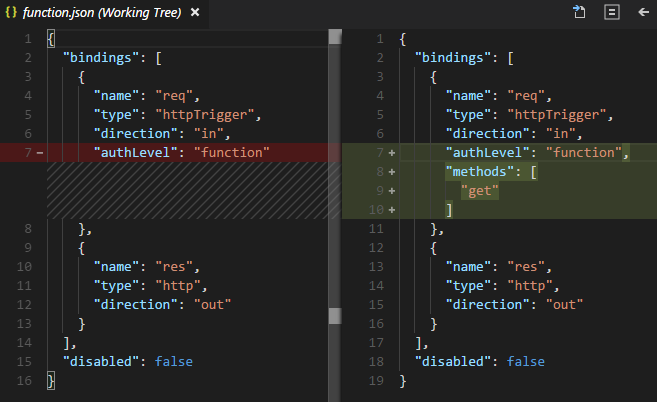 {} function.json (Working Tree) ×
1 {
2 "bindings": [
3 {
4 "name": "req",
5 "type": "httpTrigger",
6 "direction": "in",
7 - "authLevel": "function"
8 },
9 {
10 "name": "res",
11 "type": "http",
12 "direction": "out"
13 }
14 ],
15 "disabled": false
16 }
1 {
2 "bindings": [
3 {
4 "name": "req",
5 "type": "httpTrigger",
6 "direction": "in",
7 + "authLevel": "function",
8 + "methods": [
9 + "get"
10 + ]
11 },
12 {
13 "name": "res",
14 "type": "http",
15 "direction": "out"
16 }
17 ],
18 "disabled": false
19 }